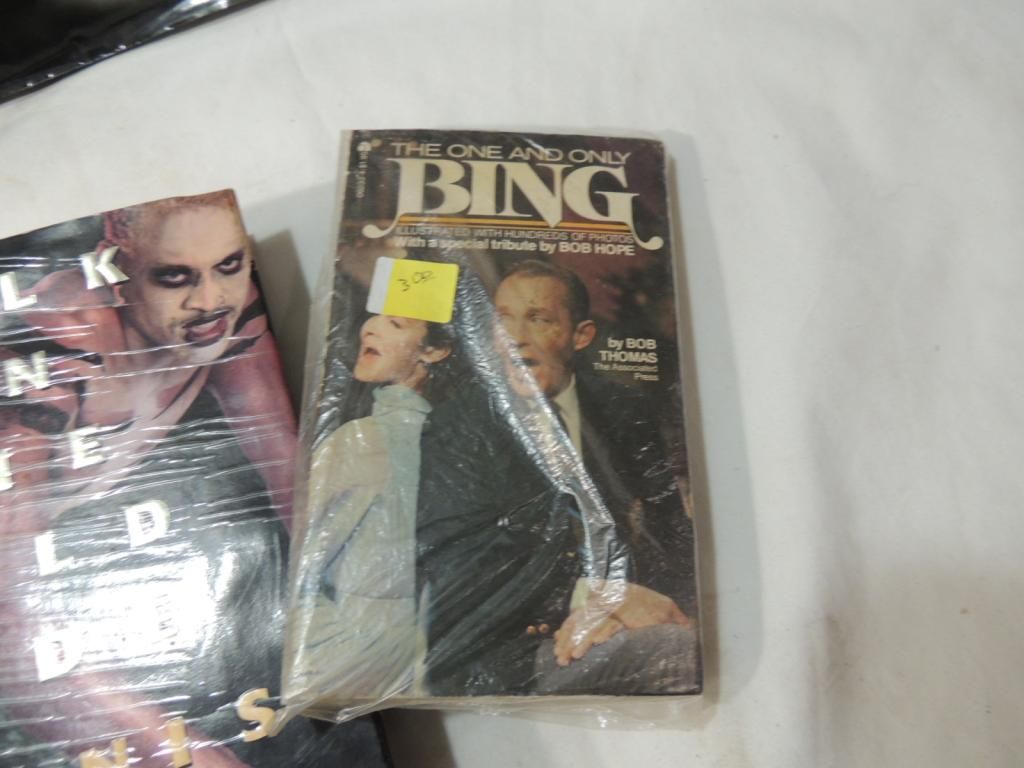 THE ONE AND ONLY
BING
ILLUSTRATED WITH HUNDREDS OF PHOTOS
With a special tribute by BOB HOPE
3.00
by BOB
THOMAS
The Associated
Press
L K
N
I E
L D
NIS